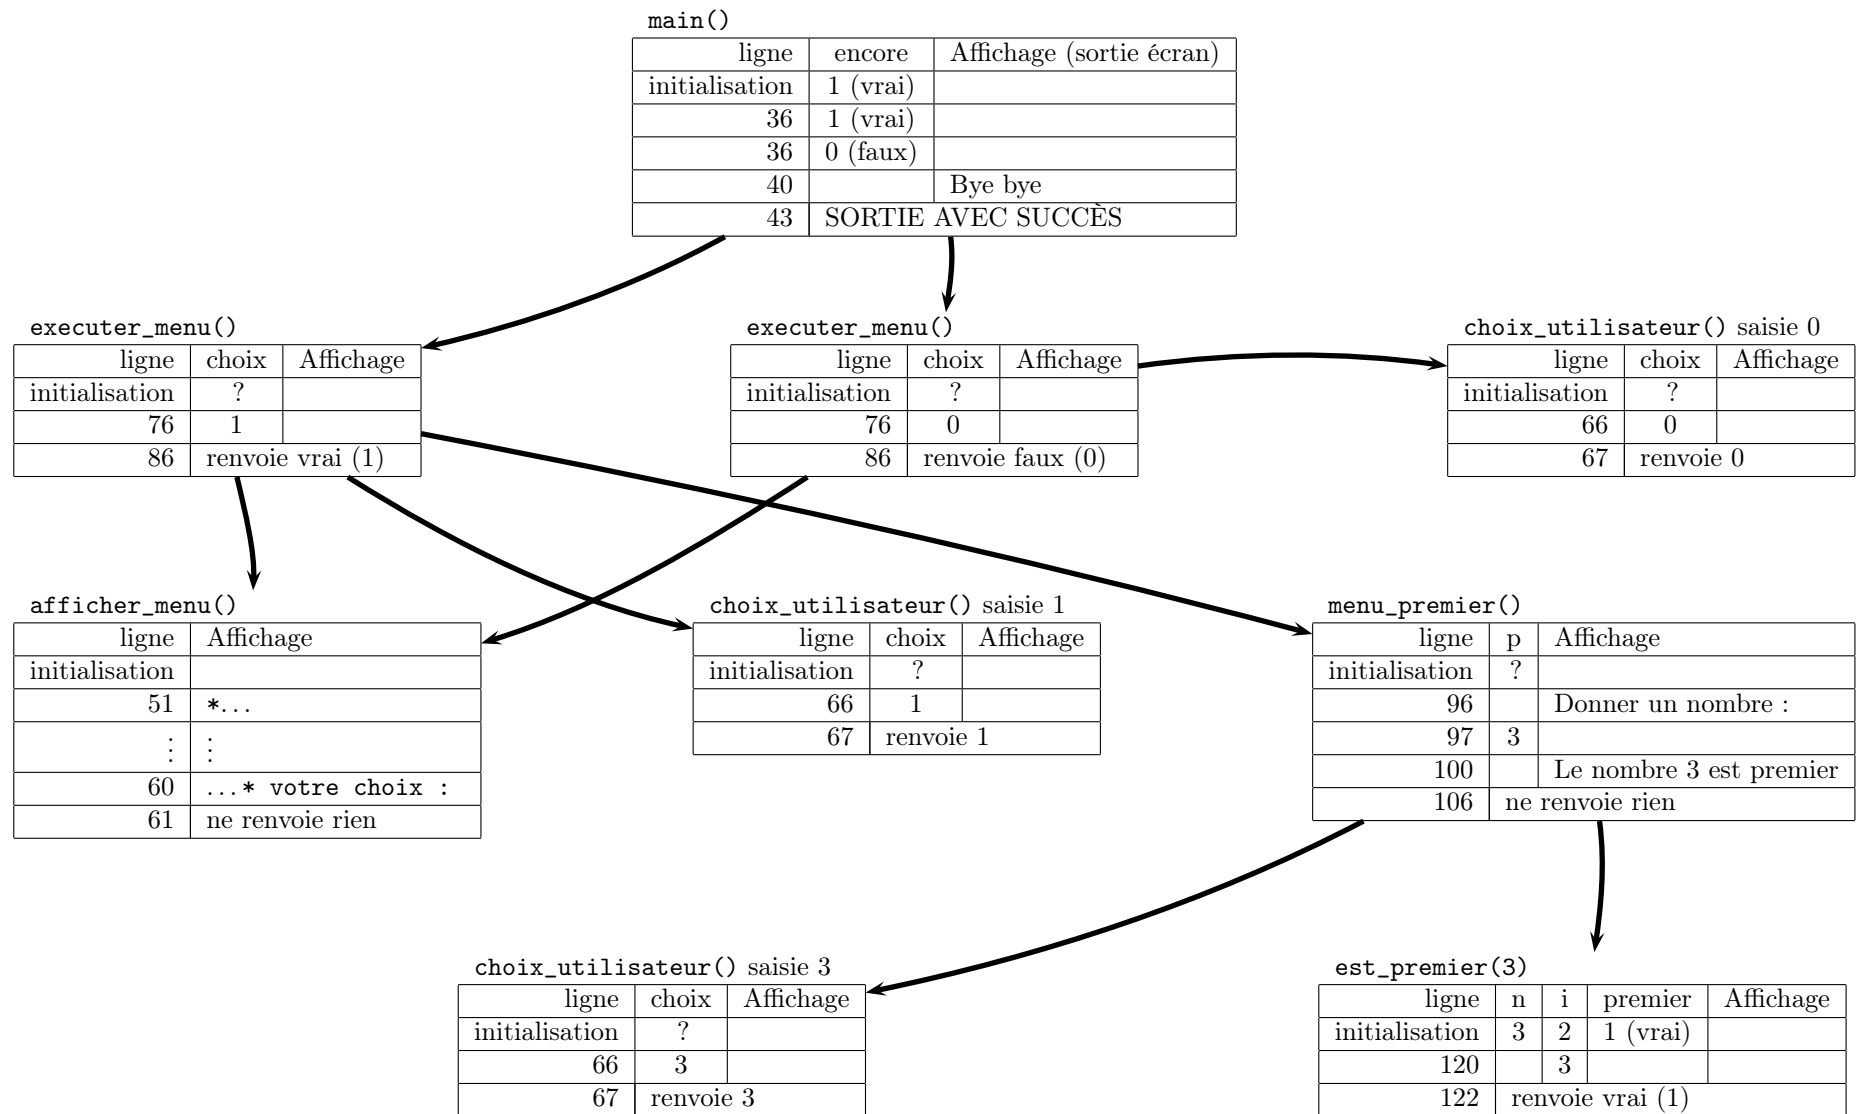 main()
ligne encore Affichage (sortie écran)
initialisation 1 (vrai)
36 1 (vrai)
36 0 (faux)
40 Bye bye
43 SORTIE AVEC SUCCÈS
executer_menu()
ligne choix Affichage
initialisation ?
76 1
86 renvoie vrai (1)
executer_menu()
ligne choix Affichage
initialisation ?
76 0
86 renvoie faux (0)
choix_utilisateur() saisie 0
ligne choix Affichage
initialisation ?
66 0
67 renvoie 0
afficher_menu()
ligne Affichage
initialisation
51 *...
⋮ ⋮
60 ...* votre choix :
61 ne renvoie rien
choix_utilisateur() saisie 1
ligne choix Affichage
initialisation ?
66 1
67 renvoie 1
menu_premier()
ligne p Affichage
initialisation ?
96 Donner un nombre :
97 3
100 Le nombre 3 est premier
106 ne renvoie rien
choix_utilisateur() saisie 3
ligne choix Affichage
initialisation ?
66 3
67 renvoie 3
est_premier(3)
ligne n i premier Affichage
initialisation 3 2 1 (vrai)
120 3
122 renvoie vrai (1)